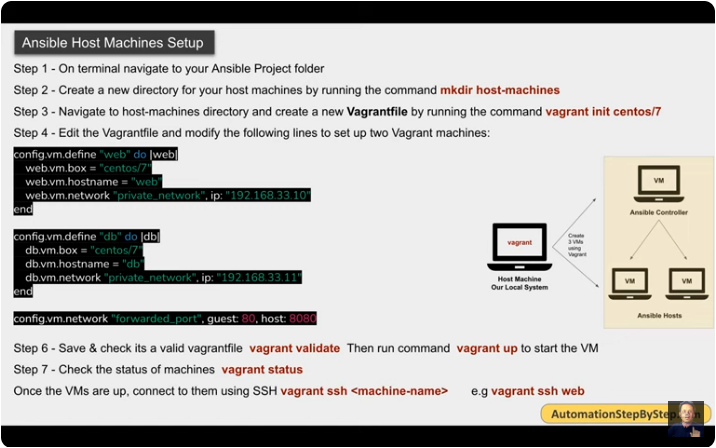 Ansible Host Machines Setup
Step 1 - On terminal navigate to your Ansible Project folder
Step 2 - Create a new directory for your host machines by running the command mkdir host-machines
Step 3 - Navigate to host-machines directory and create a new Vagrantfile by running the command vagrant init centos/7
Step 4 - Edit the Vagrantfile and modify the following lines to set up two Vagrant machines:
config.vm.define "web" do |web|
web.vm.box = "centos/7"
web.vm.hostname = "web"
web.vm.network "private_network", ip: "192.168.33.10"
end
config.vm.define "db" do |db|
db.vm.box = "centos/7"
db.vm.hostname = "db"
db.vm.network "private_network", ip: "192.168.33.11"
end
config.vm.network "forwarded_port", guest: 80, host: 8080
vagrant
Host Machine
Our Local System
Create
3 VMs
using
Vagrant
VM
Ansible Controller
VM
VM
Ansible Hosts
Step 6 - Save & check its a valid vagrantfile vagrant validate Then run command vagrant up to start the VM
Step 7 - Check the status of machines vagrant status
Once the VMs are up, connect to them using SSH vagrant ssh <machine-name> e.g vagrant ssh web